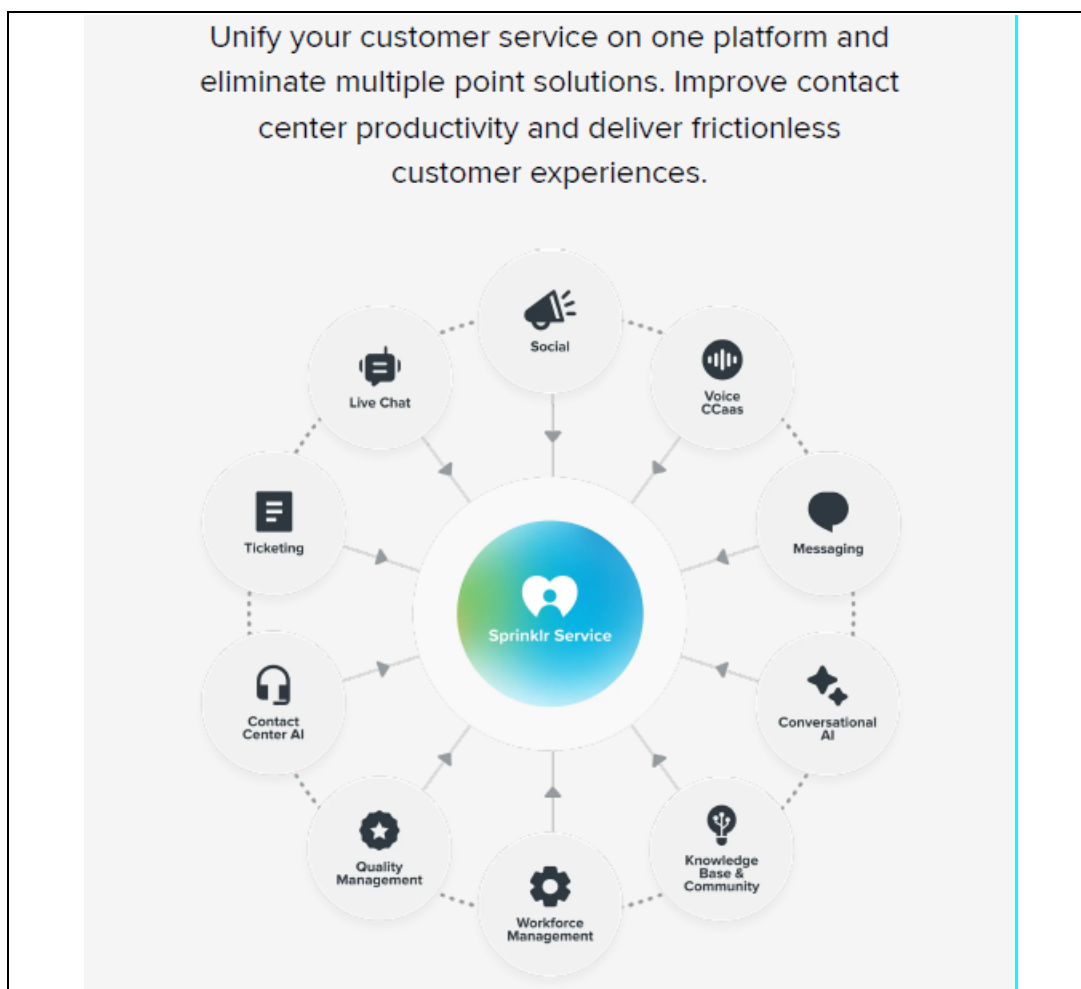 Unify your customer service on one platform and
eliminate multiple point solutions. Improve contact
center productivity and deliver frictionless
customer experiences.
Social
Live Chat
Voice
CCaas
Ticketing
Messaging
Sprinklr Service
Contact
Center AI
Conversational
AI
Quality
Management
Knowledge
Base &
Community
Workforce
Management